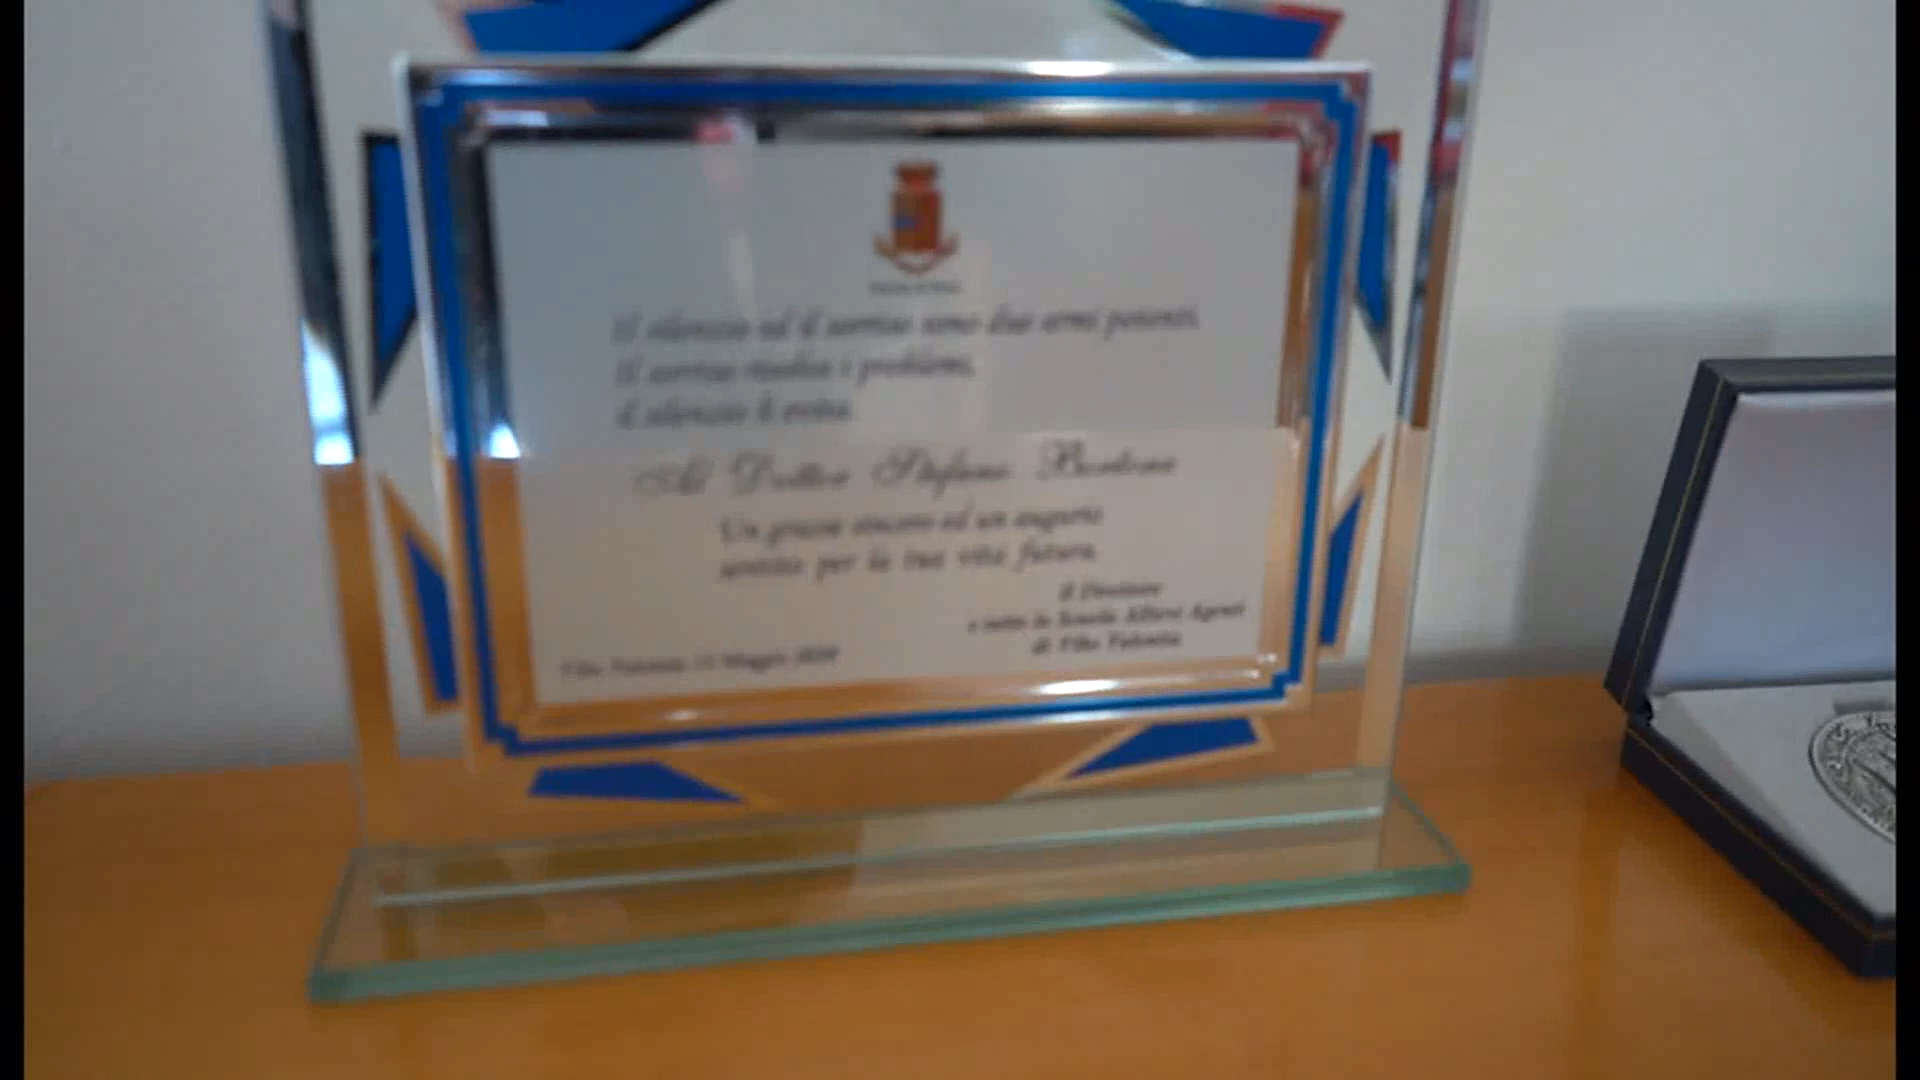 Il silenzio ed il sorriso sono due armi potenti.
Il sorriso risolve i problemi,
il silenzio li evita.
Al Dottor Stefano
Un grazie sincero ed un augurio
sentito per la tua vita futura.
il Direttore
e tutta la Scuola Allievi Agenti
di Vibo Valentia
Vibo Valentia Maggio